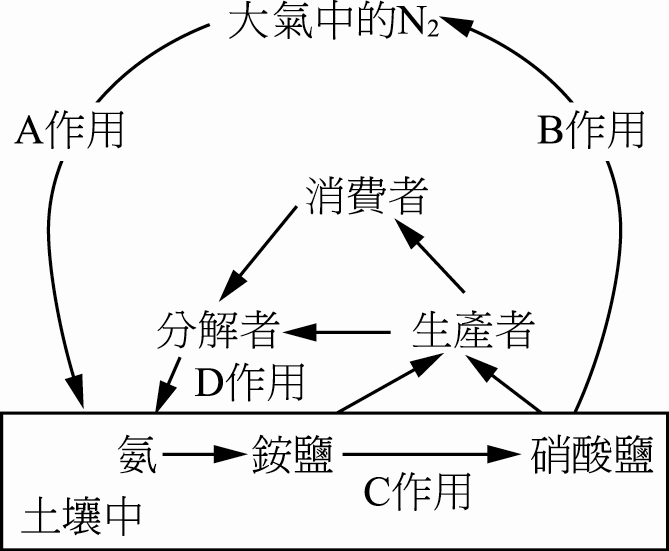 大氣中的N₂
A作用
B作用
消費者
分解者
生產者
D作用
氨
銨鹽
硝酸鹽
C作用
土壤中